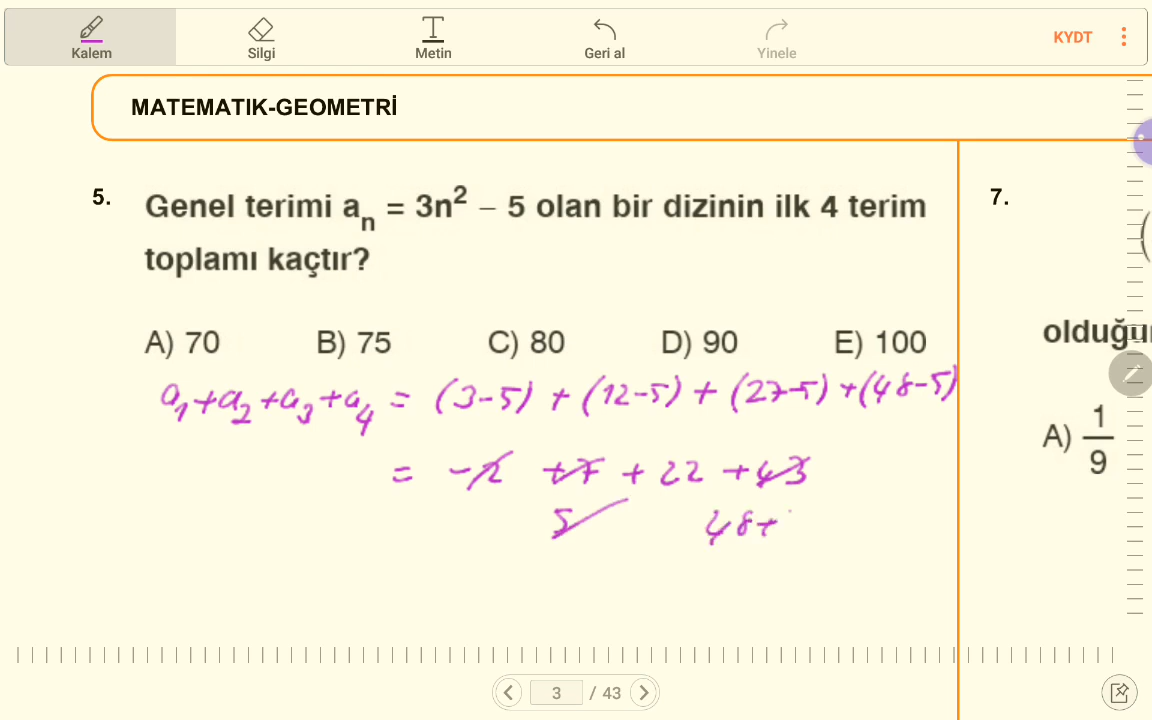 Kalem Silgi Metin Geri al Yinele KYDT
MATEMATIK-GEOMETRİ
5. Genel terimi aₙ = 3n² – 5 olan bir dizinin ilk 4 terim
toplamı kaçtır?
A) 70 B) 75 C) 80 D) 90 E) 100
a₁+a₂+a₃+a₄ = (3-5) + (12-5) + (27-5) + (48-5)
= -2 +7 + 22 + 43
5 48+
7.
(
olduğu
A) 1/9
3 / 43